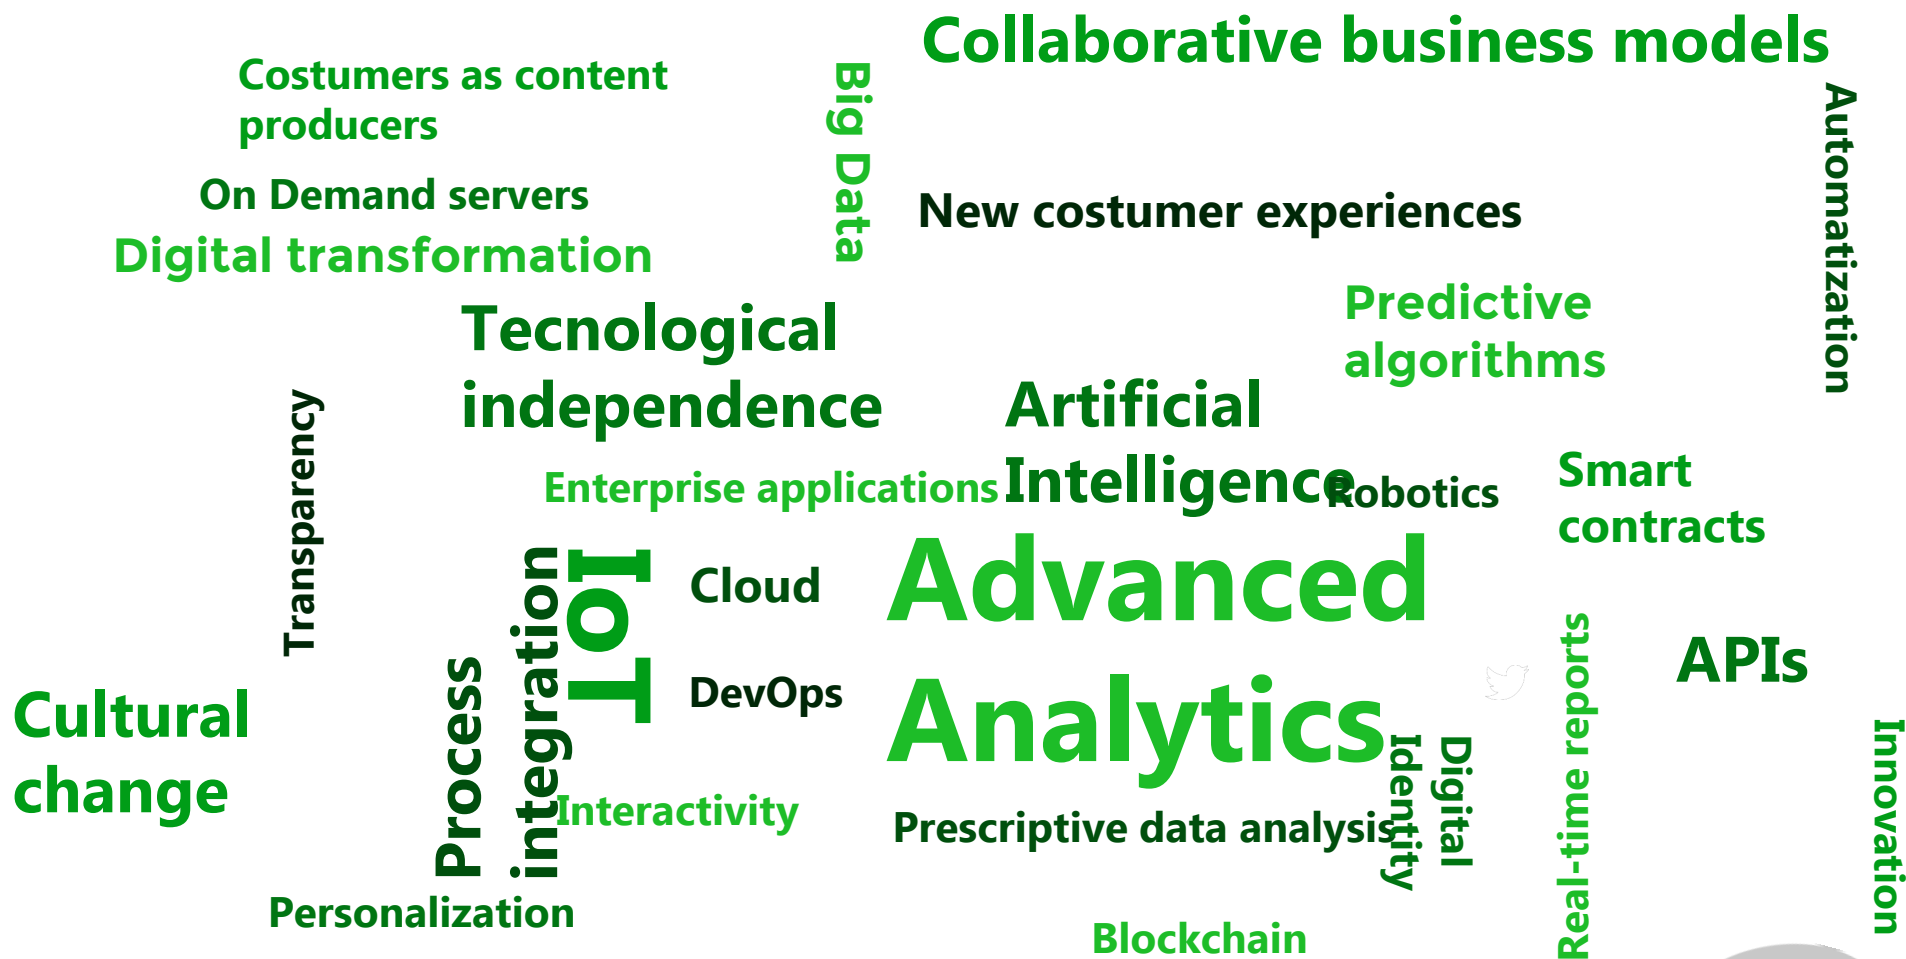 Collaborative business models
Costumers as content
producers
Big Data
Automatization
On Demand servers
New costumer experiences
Digital transformation
Predictive
algorithms
Tecnological
independence
Artificial
Intelligence
Transparency
Enterprise applications
Robotics
Smart
contracts
Process
integration
IoT
Cloud
Advanced
Analytics
DevOps
Real-time reports
APIs
Cultural
change
Digital
Identity
Innovation
Interactivity
Prescriptive data analysis
Personalization
Blockchain